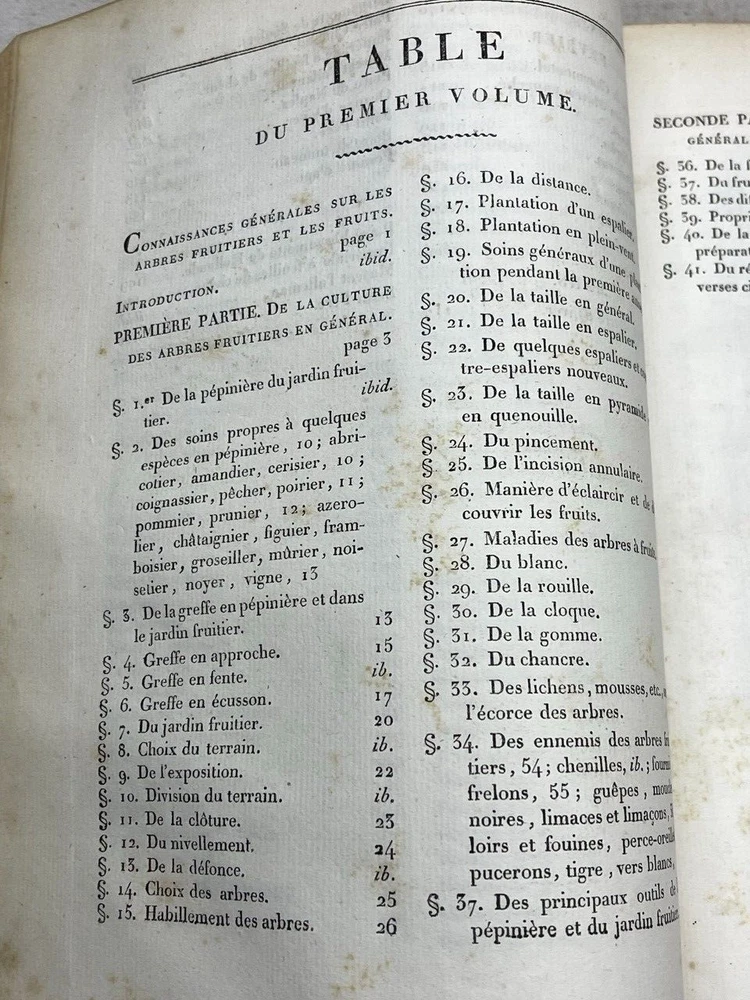 TABLE
DU PREMIER VOLUME.
CONNAISSANCES GÉNÉRALES SUR LES
ARBRES FRUITIERS ET LES FRUITS.
page 1
INTRODUCTION. ibid.
PREMIÈRE PARTIE. DE LA CULTURE
DES ARBRES FRUITIERS EN GÉNÉRAL.
page 3
§. 1.er De la pépinière du jardin frui-
tier. ibid.
§. 2. Des soins propres à quelques
espèces en pépinière, 10; abri-
cotier, amandier, cerisier, 10;
coignassier, pêcher, poirier, 11;
pommier, prunier, 12; azero-
lier, châtaignier, figuier, fram-
boisier, groseiller, mûrier, noi-
setier, noyer, vigne, 13
§. 3. De la greffe en pépinière et dans
le jardin fruitier. 13
§. 4. Greffe en approche. 15
§. 5. Greffe en fente. ib.
§. 6. Greffe en écusson. 17
§. 7. Du jardin fruitier. 20
§. 8. Choix du terrain. ib.
§. 9. De l'exposition. 22
§. 10. Division du terrain. ib.
§. 11. De la clôture. 23
§. 12. Du nivellement. 24
§. 13. De la défonce. ib.
§. 14. Choix des arbres. 25
§. 15. Habillement des arbres. 26
§. 16. De la distance.
§. 17. Plantation d'un espalier.
§. 18. Plantation en plein-vent.
§. 19. Soins généraux d'une
tion pendant la première
§. 20. De la taille en général.
§. 21. De la taille en espalier.
§. 22. De quelques espaliers et
tre-espaliers nouveaux.
§. 23. De la taille en pyramide
en quenouille.
§. 24. Du pincement.
§. 25. De l'incision annulaire.
§. 26. Manière d'éclaircir et de
couvrir les fruits.
§. 27. Maladies des arbres à
§. 28. Du blanc.
§. 29. De la rouille.
§. 30. De la cloque.
§. 31. De la gomme.
§. 32. Du chancre.
§. 33. Des lichens, mousses, etc.,
l'écorce des arbres.
§. 34. Des ennemis des arbres
tiers, 54; chenilles, ib.;
frelons, 55; guêpes,
noires, limaces et limaçons,
loirs et fouines,
pucerons, tigre, vers blancs,
§. 37. Des principaux outils
pépinière et du jardin
SECONDE
GÉNÉRAL
§. 36. De la
§. 37. Du
§. 38. Des
§. 39.
§. 40. De la
§. 41. Du
verses